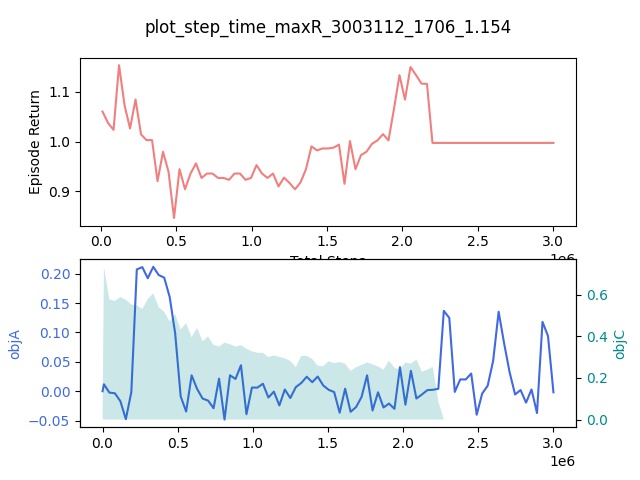 plot_step_time_maxR_3003112_1706_1.154
1.1
1.0
0.9
Episode Return
0.0 0.5 1.0 1.5 2.0 2.5 3.0
1e6
Total Steps
0.20
0.15
0.10
0.05
0.00
−0.05
objA
0.6
0.4
0.2
0.0
objC
0.0 0.5 1.0 1.5 2.0 2.5 3.0
1e6